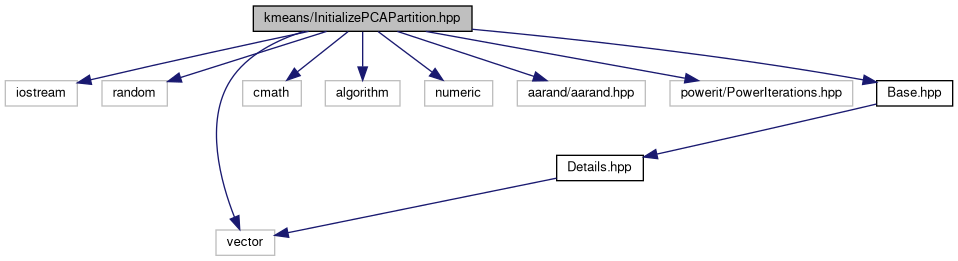 kmeans/InitializePCAPartition.hpp
iostream
random
cmath
algorithm
numeric
aarand/aarand.hpp
powerit/PowerIterations.hpp
Base.hpp
Details.hpp
vector